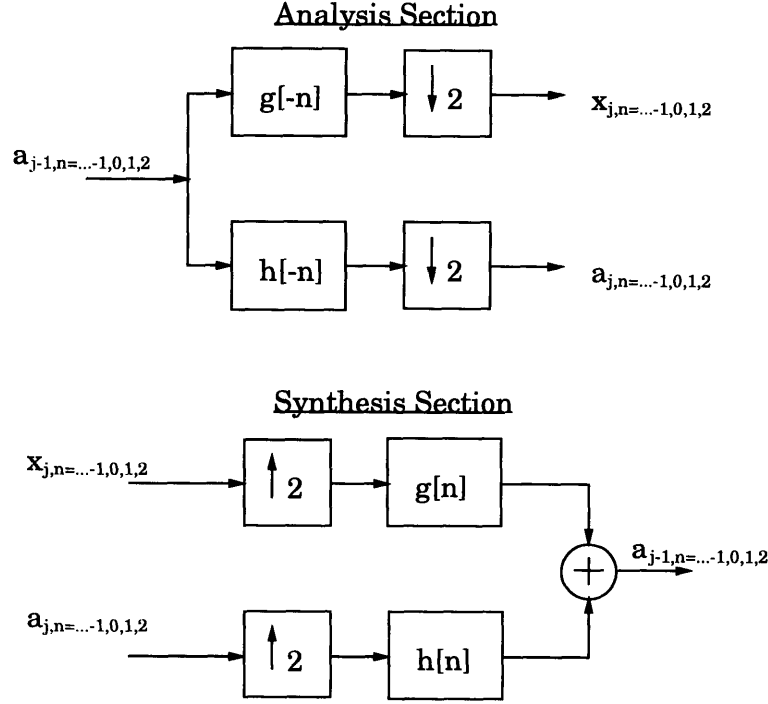 Analysis Section
g[-n]
↓ 2
x_{j,n=...-1,0,1,2}
a_{j-1,n=...-1,0,1,2}
h[-n]
↓ 2
a_{j,n=...-1,0,1,2}
Synthesis Section
x_{j,n=...-1,0,1,2}
↑ 2
g[n]
+
a_{j-1,n=...-1,0,1,2}
a_{j,n=...-1,0,1,2}
↑ 2
h[n]